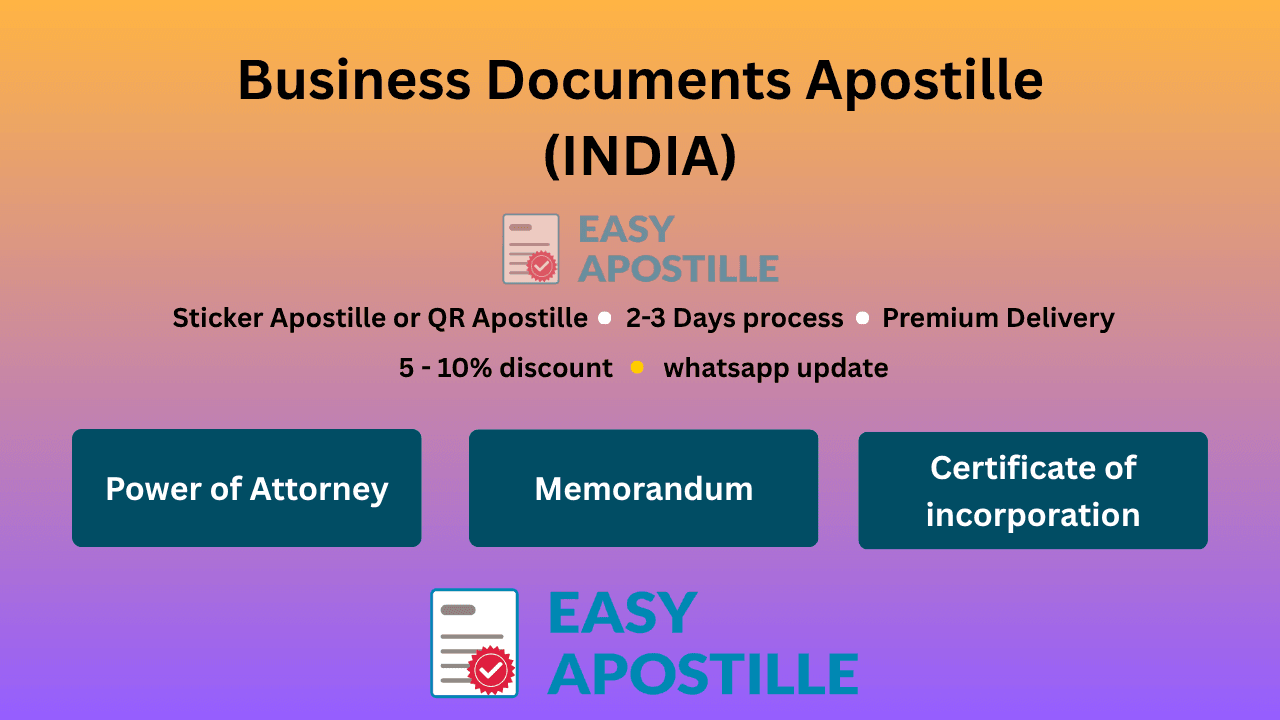 Business Documents Apostille
(INDIA)
EASY
APOSTILLE
Sticker Apostille or QR Apostille • 2-3 Days process • Premium Delivery
5 - 10% discount • whatsapp update
Power of Attorney
Memorandum
Certificate of
incorporation
EASY
APOSTILLE